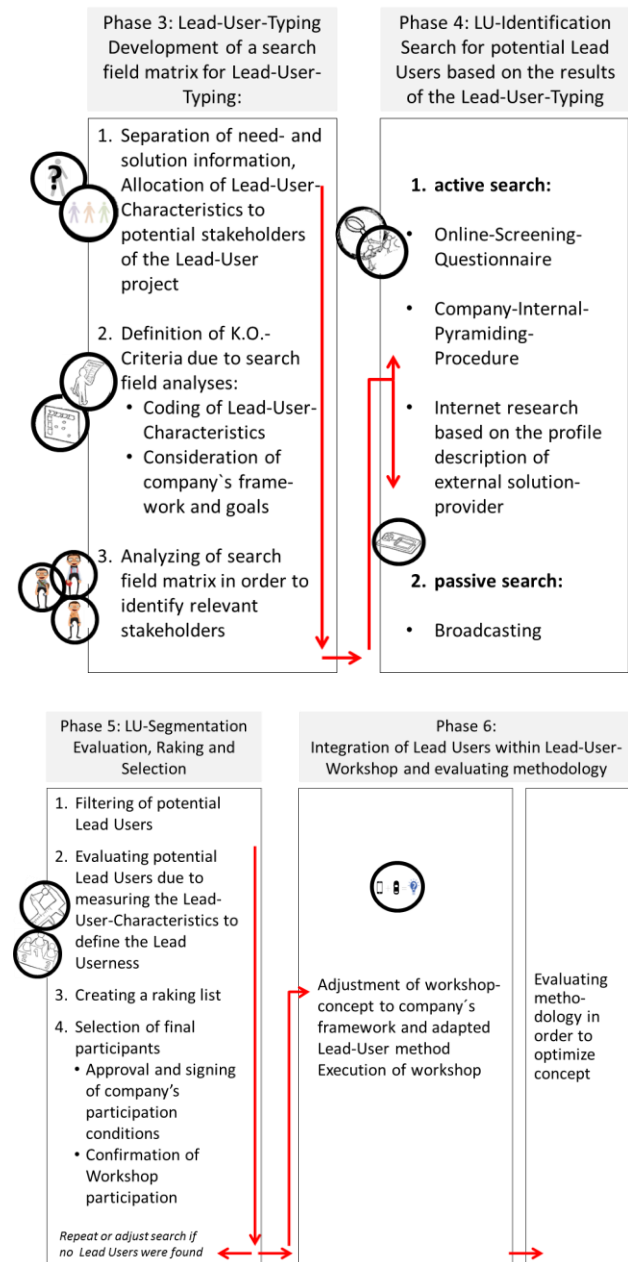 Phase 3: Lead-User-Typing
Development of a search
field matrix for Lead-User-
Typing:
1. Separation of need- and
solution information,
Allocation of Lead-User-
Characteristics to
potential stakeholders
of the Lead-User
project
2. Definition of K.O.-
Criteria due to search
field analyses:
• Coding of Lead-User-
Characteristics
• Consideration of
company`s frame-
work and goals
3. Analyzing of search
field matrix in order to
identify relevant
stakeholders
Phase 4: LU-Identification
Search for potential Lead
Users based on the results
of the Lead-User-Typing
1. active search:
• Online-Screening-
Questionnaire
• Company-Internal-
Pyramiding-
Procedure
• Internet research
based on the profile
description of
external solution-
provider
2. passive search:
• Broadcasting
Phase 5: LU-Segmentation
Evaluation, Raking and
Selection
1. Filtering of potential
Lead Users
2. Evaluating potential
Lead Users due to
measuring the Lead-
User-Characteristics to
define the Lead
Userness
3. Creating a raking list
4. Selection of final
participants
• Approval and signing
of company’s
participation
conditions
• Confirmation of
Workshop
participation
Repeat or adjust search if
no Lead Users were found
Phase 6:
Integration of Lead Users within Lead-User-
Workshop and evaluating methodology
Adjustment of workshop-
concept to company´s
framework and adapted
Lead-User method
Execution of workshop
Evaluating
metho-
dology in
order to
optimize
concept
?